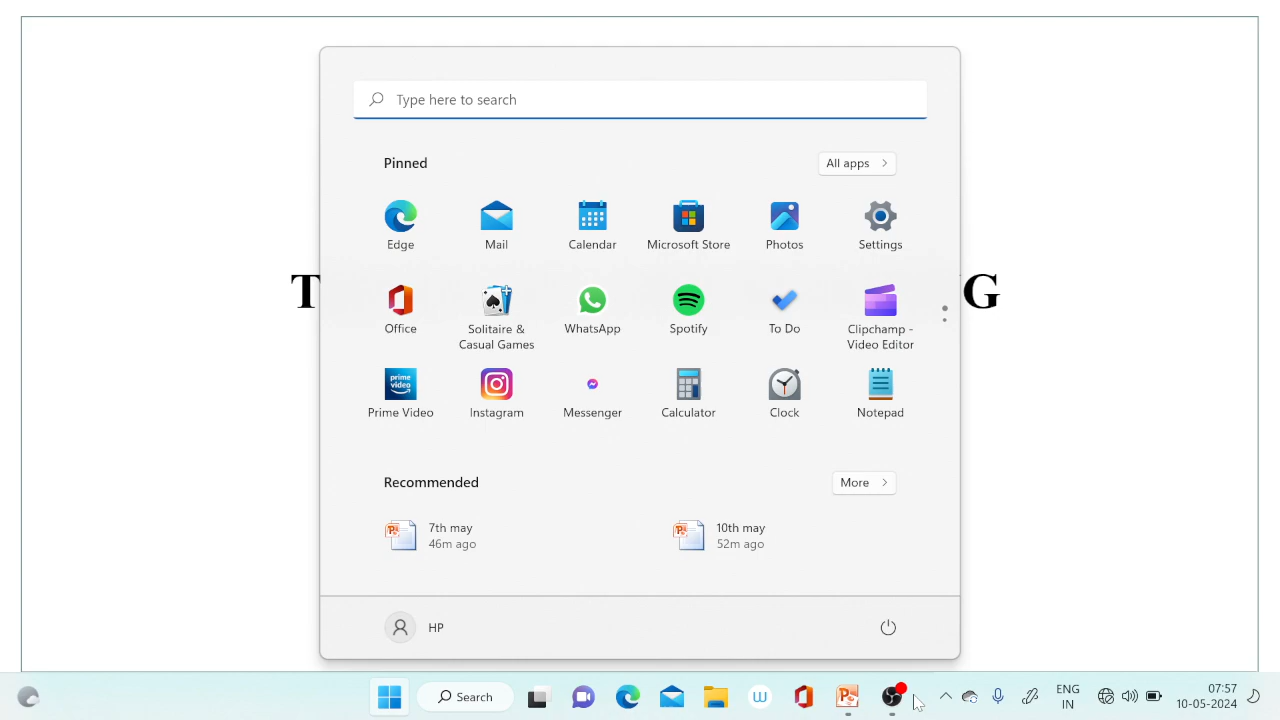 Type here to search
Pinned
All apps
Edge
Mail
Calendar
Microsoft Store
Photos
Settings
T
G
Office
Solitaire &
Casual Games
WhatsApp
Spotify
To Do
Clipchamp -
Video Editor
prime
video
Prime Video
Instagram
Messenger
Calculator
Clock
Notepad
Recommended
More
7th may
46m ago
10th may
52m ago
HP
Search
ENG
IN
07:57
10-05-2024